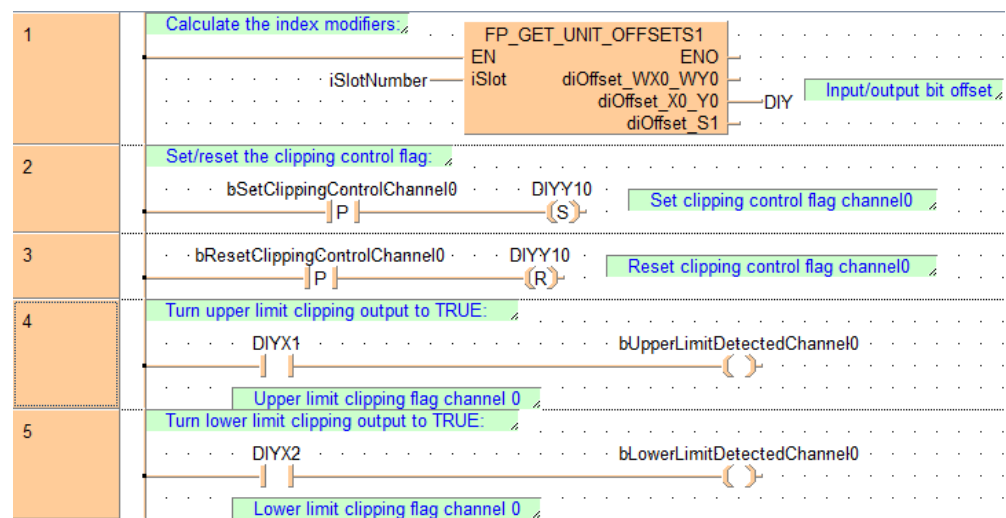 1
Calculate the index modifiers:
FP_GET_UNIT_OFFSETS1
EN ENO
iSlotNumber iSlot diOffset_WX0_WY0
Input/output bit offset
diOffset_X0_Y0 DIY
diOffset_S1
2
Set/reset the clipping control flag:
bSetClippingControlChannel0 DIYY10
P S Set clipping control flag channel0
3
bResetClippingControlChannel0 DIYY10
P R Reset clipping control flag channel0
4
Turn upper limit clipping output to TRUE:
DIYX1 bUpperLimitDetectedChannel0
Upper limit clipping flag channel 0
5
Turn lower limit clipping output to TRUE:
DIYX2 bLowerLimitDetectedChannel0
Lower limit clipping flag channel 0